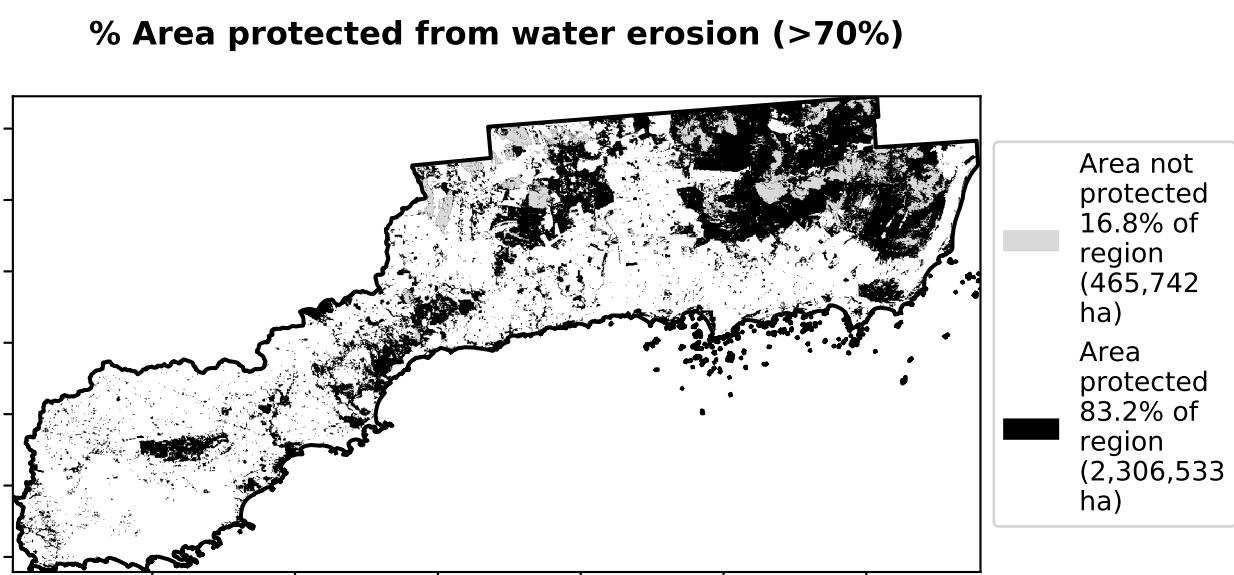 % Area protected from water erosion (>70%)
Area not
protected
16.8% of
region
(465,742
ha)
Area
protected
83.2% of
region
(2,306,533
ha)